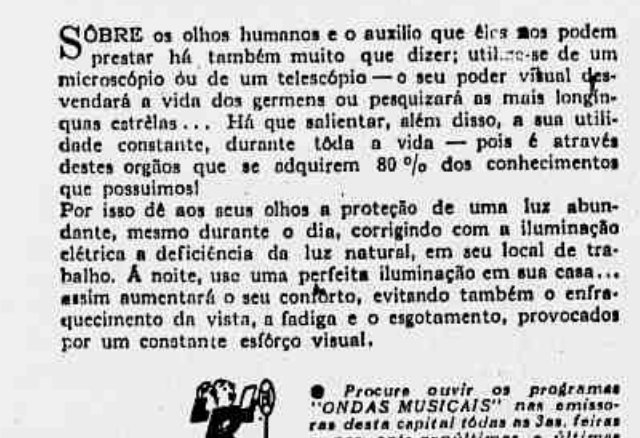 SÔBRE os olhos humanos e o auxilio que êles nos podem
prestar há também muito que dizer; utilize-se de um
microscópio óu de um telescópio — o seu poder visual des-
vendará a vida dos germens ou pesquizará as mais longin-
quas estrêlas... Há que salientar, além disso, a sua utili-
dade constante, durante tôda a vida — pois é através
destes orgãos que se adquirem 80 % dos conhecimentos
que possuimos!
Por isso dê aos seus olhos a proteção de uma luz abun-
dante, mesmo durante o dia, corrigindo com a iluminação
elétrica a deficiência da luz natural, em seu local de tra-
balho. À noite, use uma perfeita iluminação em sua casa...
assim aumentará o seu confôrto, evitando também o enfra-
quecimento da vista, a fadiga e o esgotamento, provocados
por um constante esfôrço visual.
● Procure ouvir os programas
"ONDAS MUSICAIS" nas emisso-
ras desta capital tôdas as 3as. feiras